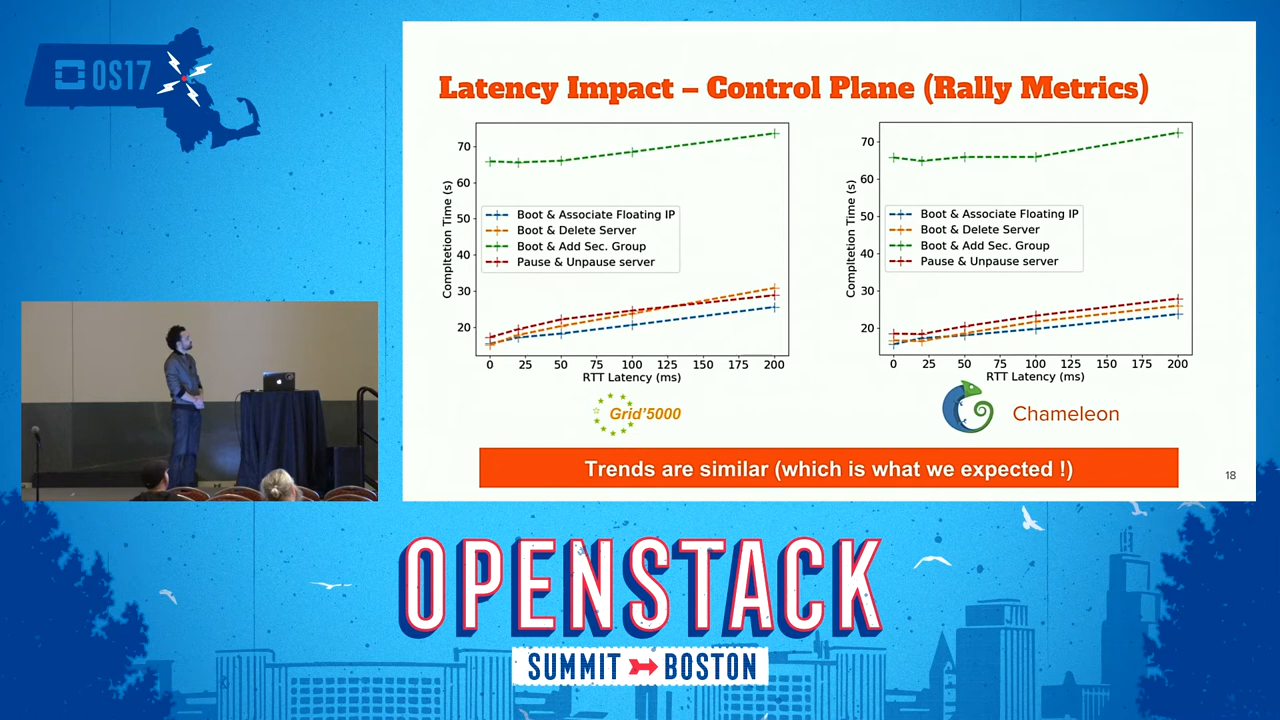 OS17
Latency Impact – Control Plane (Rally Metrics)
70
60
50
40
30
20
Compltetion Time (s)
Boot & Associate Floating IP
Boot & Delete Server
Boot & Add Sec. Group
Pause & Unpause server
0 25 50 75 100 125 150 175 200
RTT Latency (ms)
Grid'5000
70
60
50
40
30
20
Compltetion Time (s)
Boot & Associate Floating IP
Boot & Delete Server
Boot & Add Sec. Group
Pause & Unpause server
0 25 50 75 100 125 150 175 200
RTT Latency (ms)
Chameleon
Trends are similar (which is what we expected !)
18
OPENSTACK
SUMMIT BOSTON